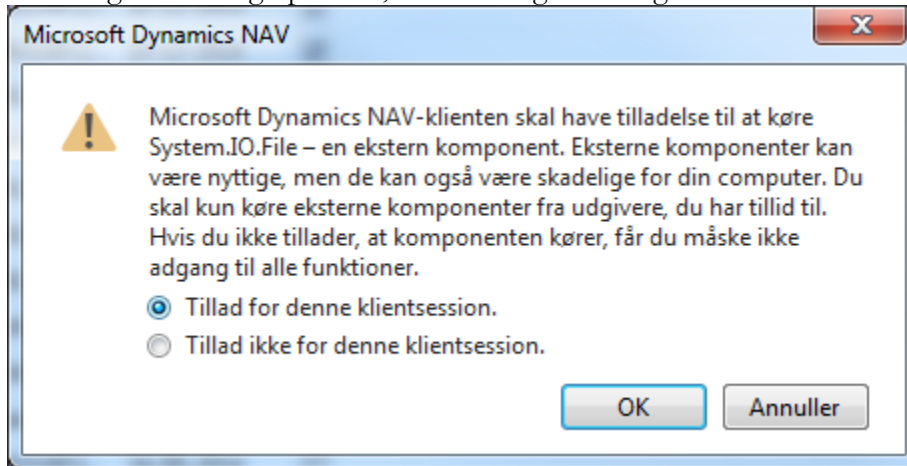 Microsoft Dynamics NAV
Microsoft Dynamics NAV-klienten skal have tilladelse til at køre
System.IO.File – en ekstern komponent. Eksterne komponenter kan
være nyttige, men de kan også være skadelige for din computer. Du
skal kun køre eksterne komponenter fra udgivere, du har tillid til.
Hvis du ikke tillader, at komponenten kører, får du måske ikke
adgang til alle funktioner.
Tillad for denne klientsession.
Tillad ikke for denne klientsession.
OK
Annuller